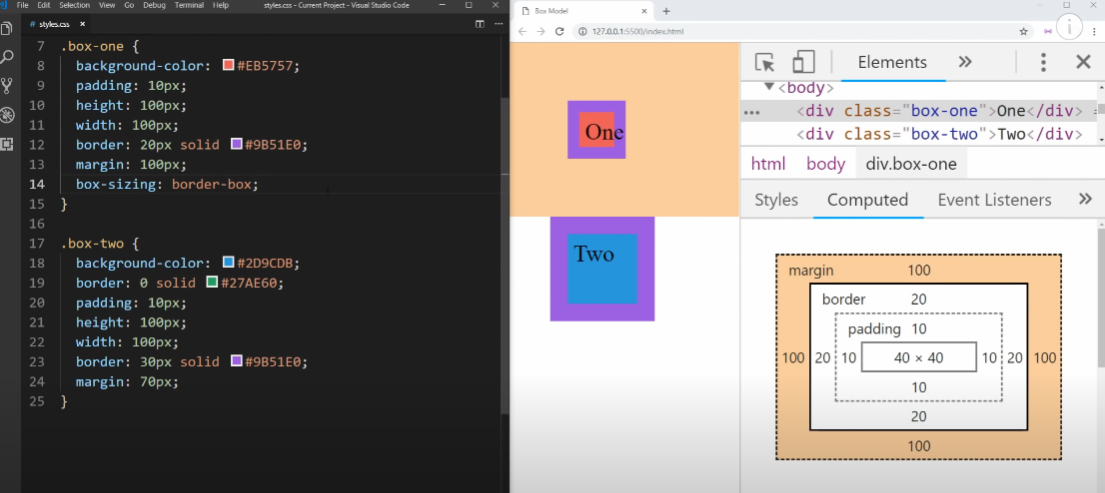 File Edit Selection View Go Debug Terminal Help styles.css - Current Project - Visual Studio Code
# styles.css ×
7 .box-one {
8 background-color: #EB5757;
9 padding: 10px;
10 height: 100px;
11 width: 100px;
12 border: 20px solid #9B51E0;
13 margin: 100px;
14 box-sizing: border-box;
15 }
16
17 .box-two {
18 background-color: #2D9CDB;
19 border: 0 solid #27AE60;
20 padding: 10px;
21 height: 100px;
22 width: 100px;
23 border: 30px solid #9B51E0;
24 margin: 70px;
25 }
Box Model
127.0.0.1:5500/index.html
One
Two
Elements
<body>
<div class="box-one">One</div>
<div class="box-two">Two</div>
html body div.box-one
Styles Computed Event Listeners
margin 100
border 20
padding 10
100 20 10 40 × 40 10 20 100
10
20
100